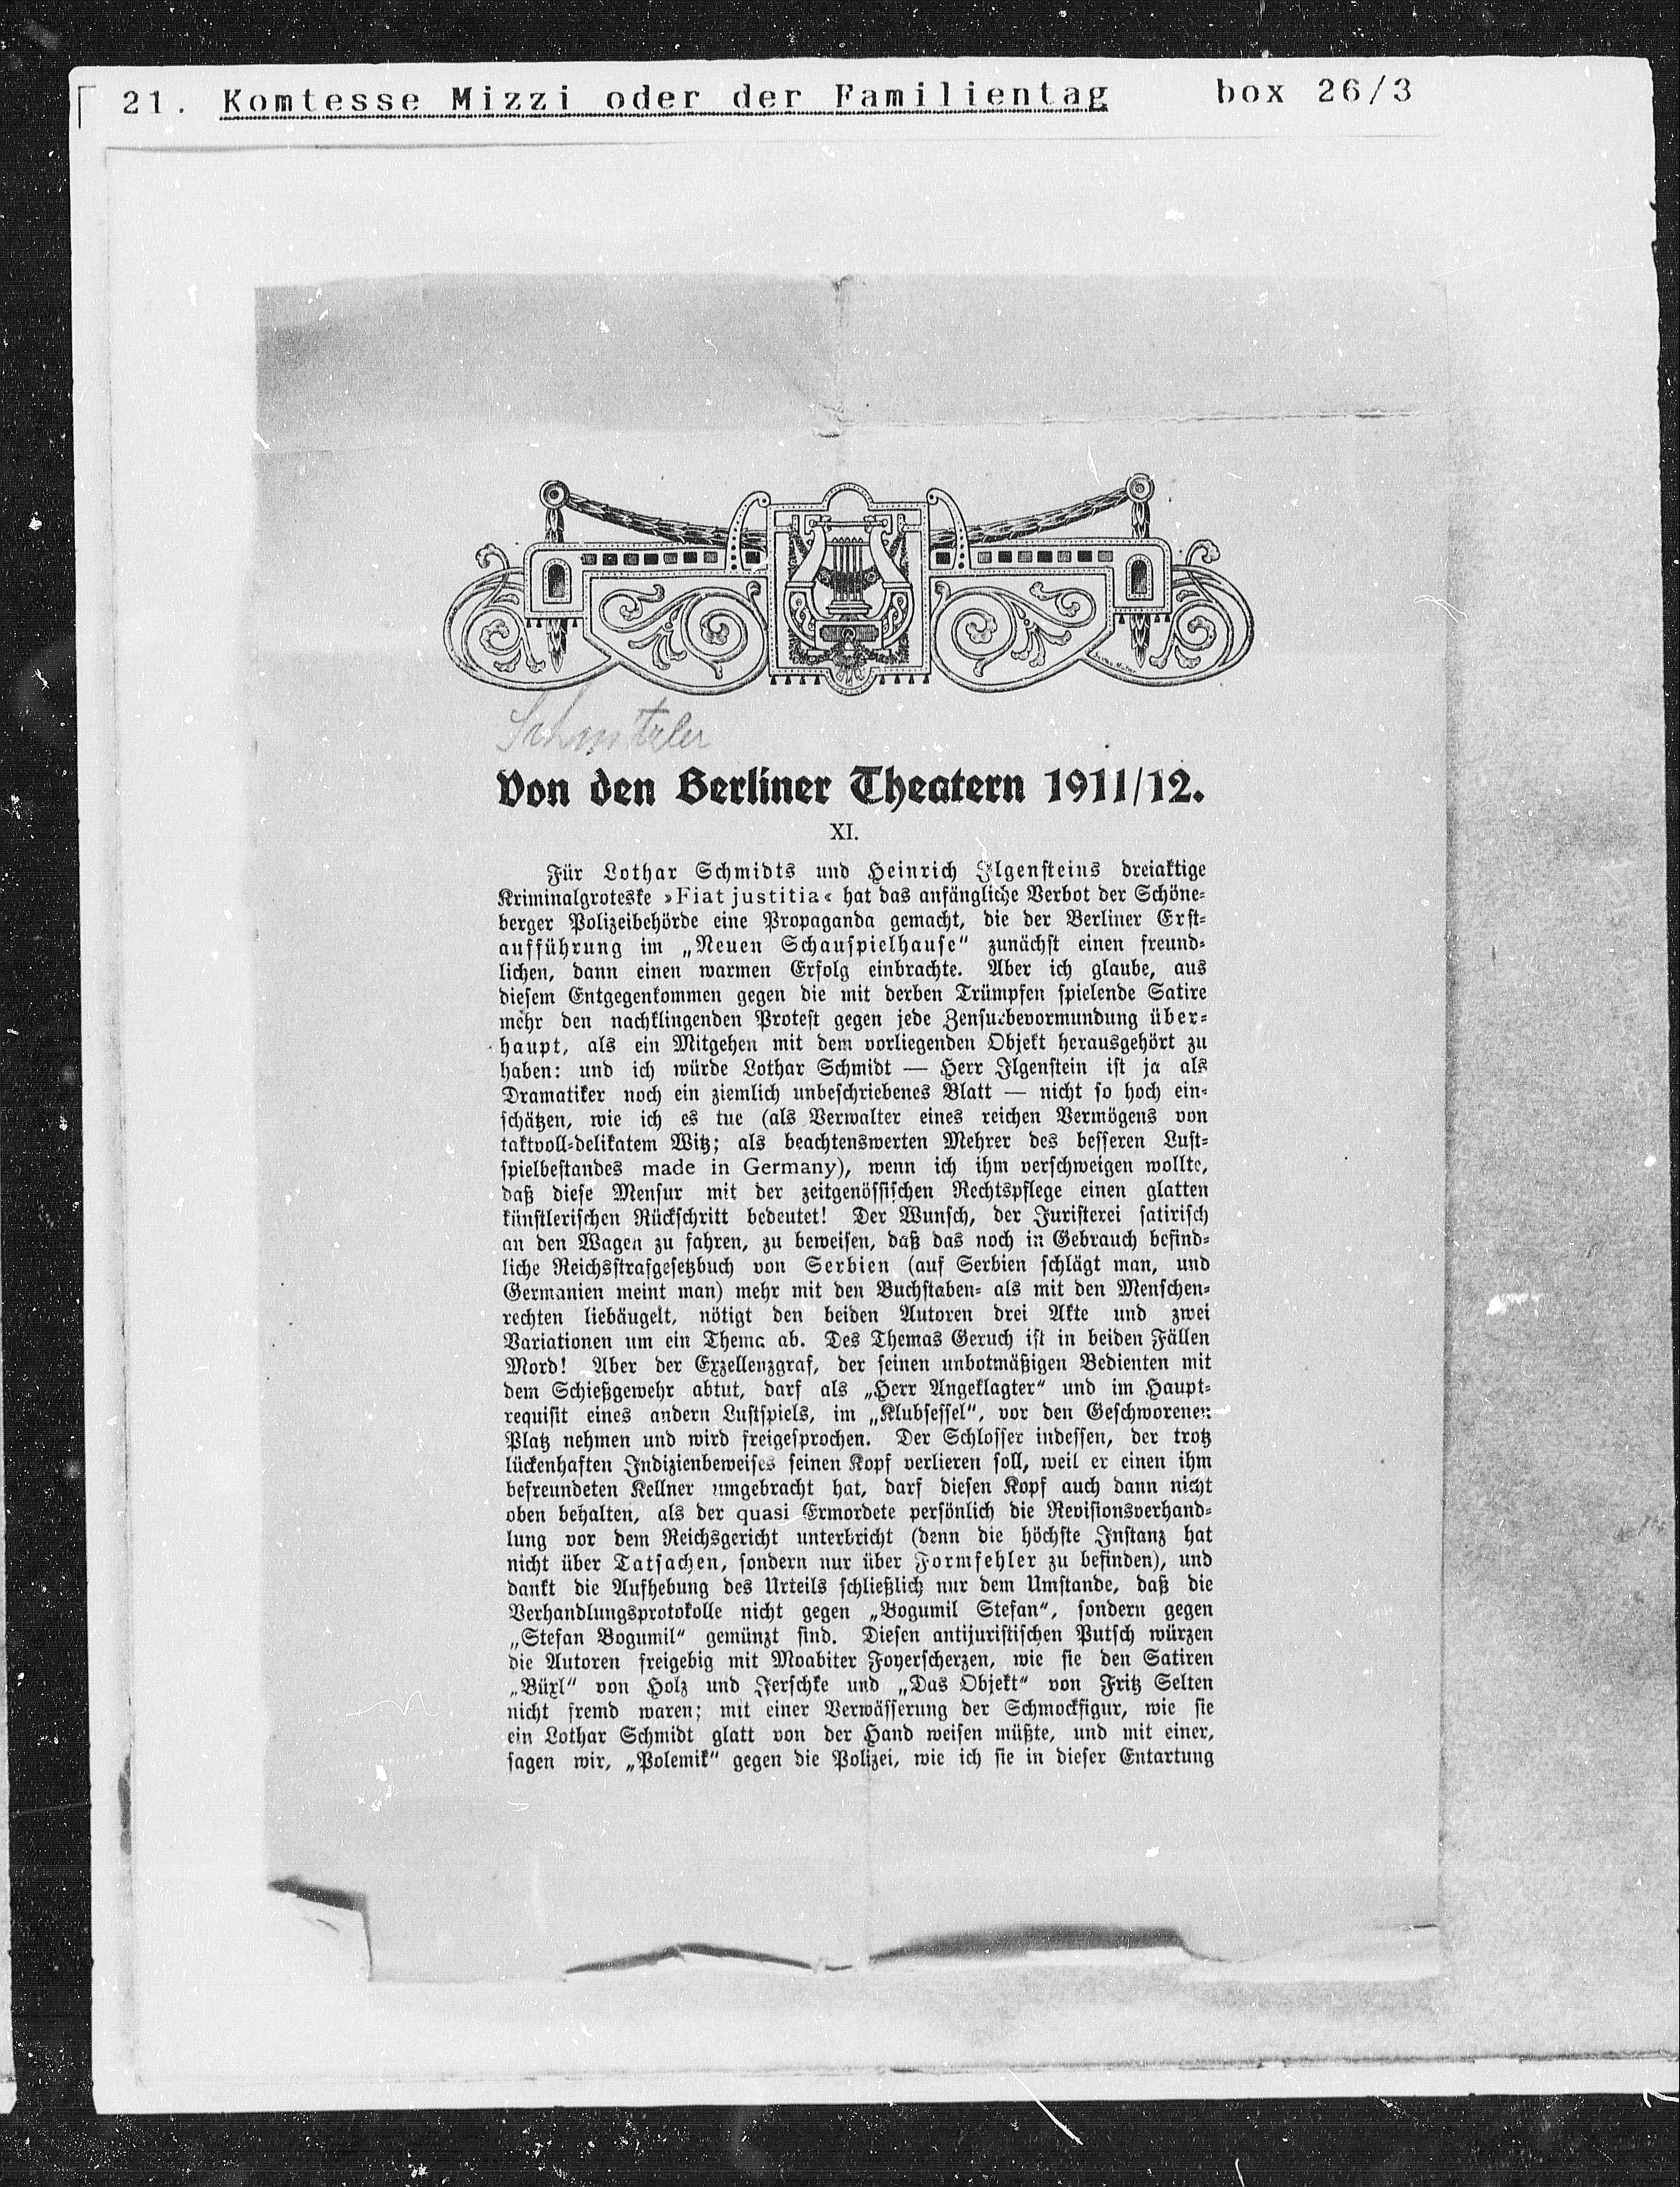 21. Komtesse Mizzi oder der Familientag box 26/3
Schnitzler
Von den Berliner Theatern 1911/12.
XI.
Für Lothar Schmidts und Heinrich Ilgensteins dreiaktige
Kriminalgroteske »Fiat justitia« hat das anfängliche Verbot der Schöne-
berger Polizeibehörde eine Propaganda gemacht, die der Berliner Erst-
aufführung im „Neuen Schauspielhause“ zunächst einen freund-
lichen, dann einen warmen Erfolg einbrachte. Aber ich glaube, aus
diesem Entgegenkommen gegen die mit derben Trümpfen spielende Satire
mehr den nachklingenden Protest gegen jede Zensurbevormundung über-
haupt, als ein Mitgehen mit dem vorliegenden Objekt herausgehört zu
haben: und ich würde Lothar Schmidt — Herr Ilgenstein ist ja als
Dramatiker noch ein ziemlich unbeschriebenes Blatt — nicht so hoch ein-
schätzen, wie ich es tue (als Verwalter eines reichen Vermögens von
taktvoll-delikatem Witz; als beachtenswerten Mehrer des besseren Lust-
spielbestandes made in Germany), wenn ich ihm verschweigen wollte,
daß diese Mensur mit der zeitgenössischen Rechtspflege einen glatten
künstlerischen Rückschritt bedeutet! Der Wunsch, der Juristerei satirisch
an den Wagen zu fahren, zu beweisen, daß das noch in Gebrauch befind-
liche Reichsstrafgesetzbuch von Serbien (auf Serbien schlägt man, und
Germanien meint man) mehr mit den Buchstaben- als mit den Menschen-
rechten liebäugelt, nötigt den beiden Autoren drei Akte und zwei
Variationen um ein Thema ab. Des Themas Geruch ist in beiden Fällen
Mord! Aber der Exzellenzgraf, der seinen unbotmäßigen Bedienten mit
dem Schießgewehr abtut, darf als „Herr Angeklagter“ und im Haupt-
requisit eines andern Lustspiels, im „Klubsessel“, vor den Geschworenen
Platz nehmen und wird freigesprochen. Der Schlosser indessen, der trotz
lückenhaften Indizienbeweises seinen Kopf verlieren soll, weil er einen ihm
befreundeten Kellner umgebracht hat, darf diesen Kopf auch dann nicht
oben behalten, als der quasi Ermordete persönlich die Revisionsverhand-
lung vor dem Reichsgericht unterbricht (denn die höchste Instanz hat
nicht über Tatsachen, sondern nur über Formfehler zu befinden), und
dankt die Aufhebung des Urteils schließlich nur dem Umstande, daß die
Verhandlungsprotokolle nicht gegen „Bogumil Stefan“, sondern gegen
„Stefan Bogumil“ gemünzt sind. Diesen antijuristischen Putsch würzen
die Autoren freigebig mit Moabiter Foyerscherzen, wie sie den Satiren
„Büxl“ von Holz und Jerschke und „Das Objekt“ von Fritz Selten
nicht fremd waren; mit einer Verwässerung der Schmockfigur, wie sie
ein Lothar Schmidt glatt von der Hand weisen müßte, und mit einer,
sagen wir, „Polemik“ gegen die Polizei, wie ich sie in dieser Entartung